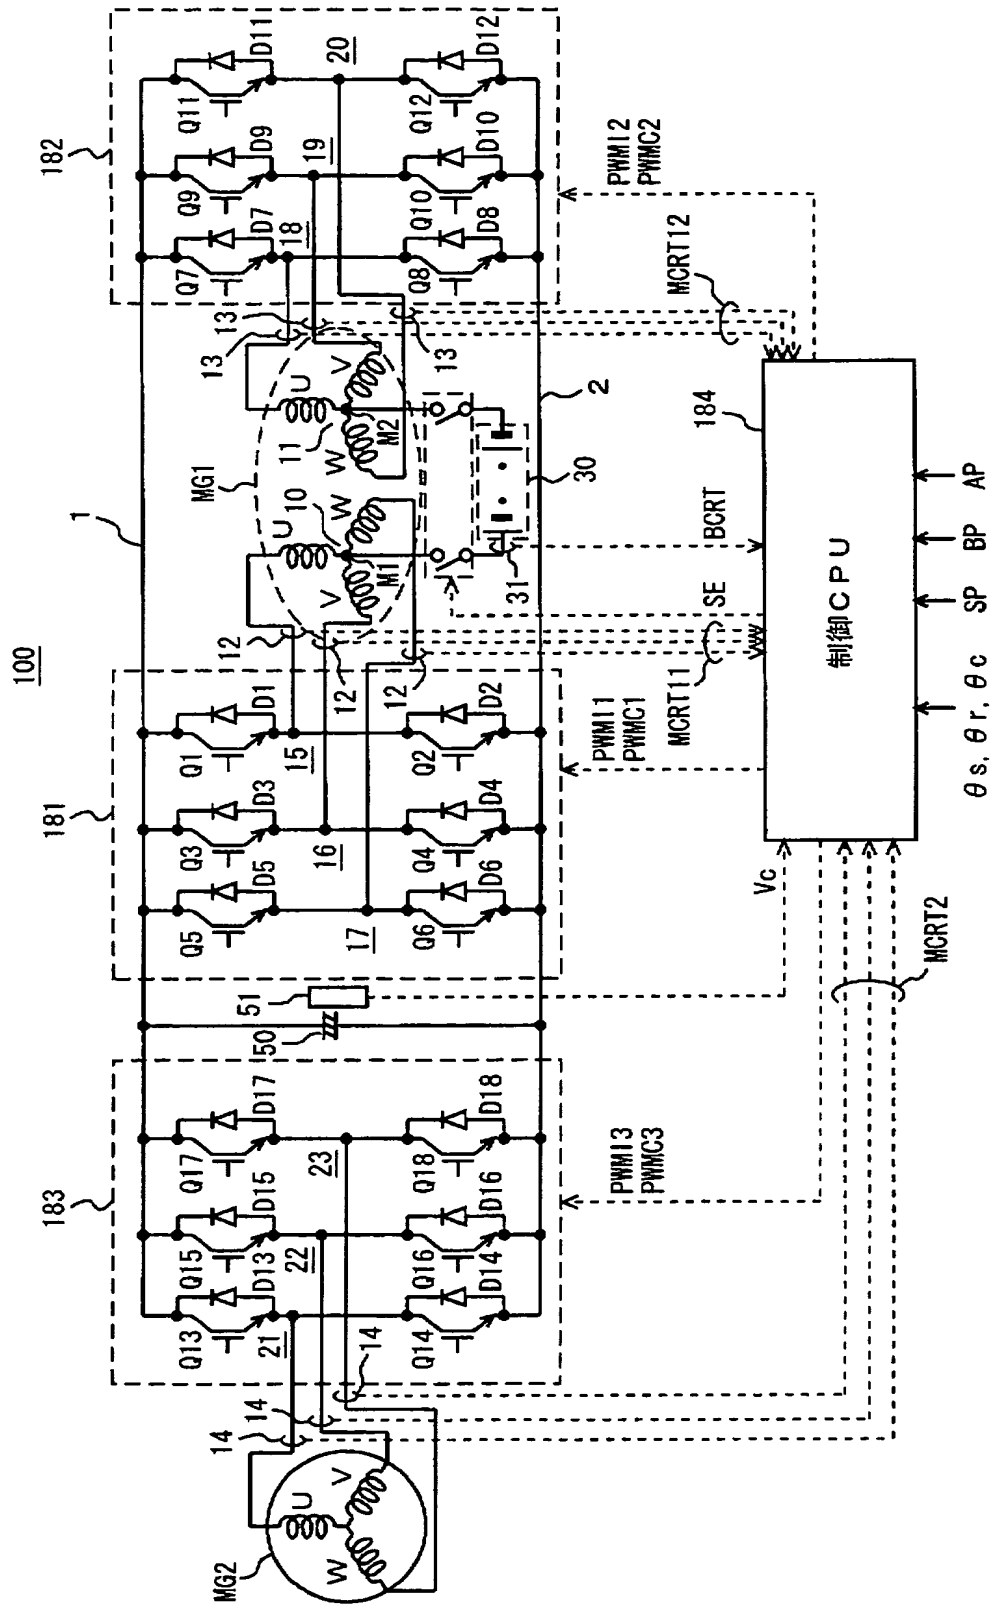 100
1
183
181
182
D17
D15
D13
Q17
Q15
Q13
23
22
21
D18
D16
D14
Q18
Q16
Q14
14
14
14
MG2
U
V
W
50
51
D5
D3
D1
Q5
Q3
Q1
17
16
15
D6
D4
D2
Q6
Q4
Q2
12
12
12
MG1
U
V
W
10
M1
U
V
W
11
M2
13
13
13
D7
D9
D11
Q7
Q9
Q11
18
19
20
D8
D10
D12
Q8
Q10
Q12
30
31
2
PWMI3
PWMC3
PWMI1
PWMC1
PWMI2
PWMC2
MCRT11
MCRT12
MCRT2
SE
BCRT
Vc
184
制御CPU
θs, θr, θc
SP
BP
AP